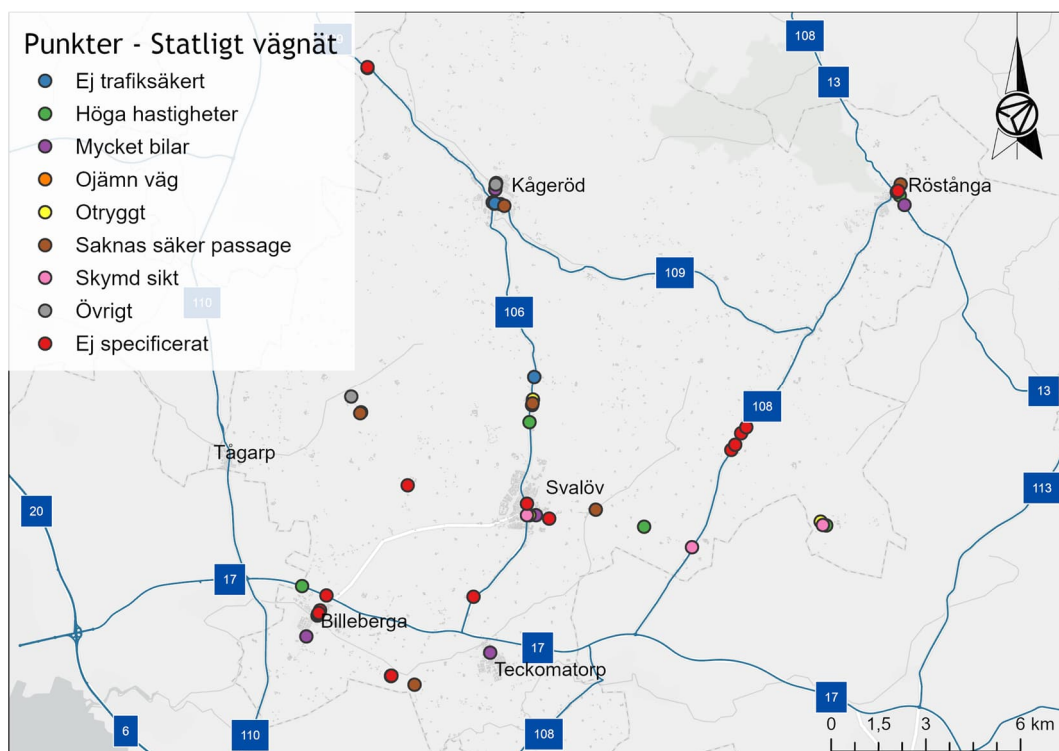 Punkter - Statligt vägnät
Ej trafiksäkert
Höga hastigheter
Mycket bilar
Ojämn väg
Otryggt
Saknas säker passage
Skymd sikt
Övrigt
Ej specificerat
108
13
Kågeröd
Röstånga
109
110
106
13
108
Tågarp
Svalöv
113
20
17
Billeberga
17
Teckomatorp
17
6
110
108
0 1,5 3 6 km